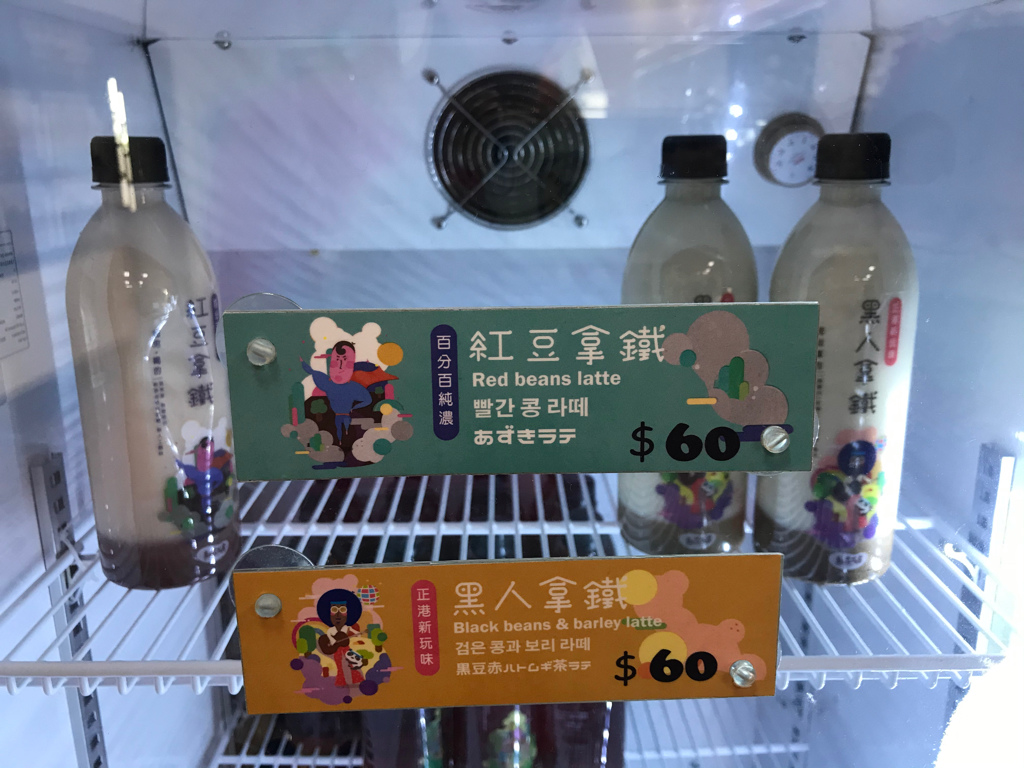 百分百純濃
紅豆拿鐵
Red beans latte
빨간 콩 라떼
あずきラテ
$ 60
正港新玩味
黑人拿鐵
Black beans & barley latte
검은 콩과 보리 라떼
黒豆赤ハトムギ茶ラテ
$ 60
紅豆拿鐵
黑
黑人拿鐵